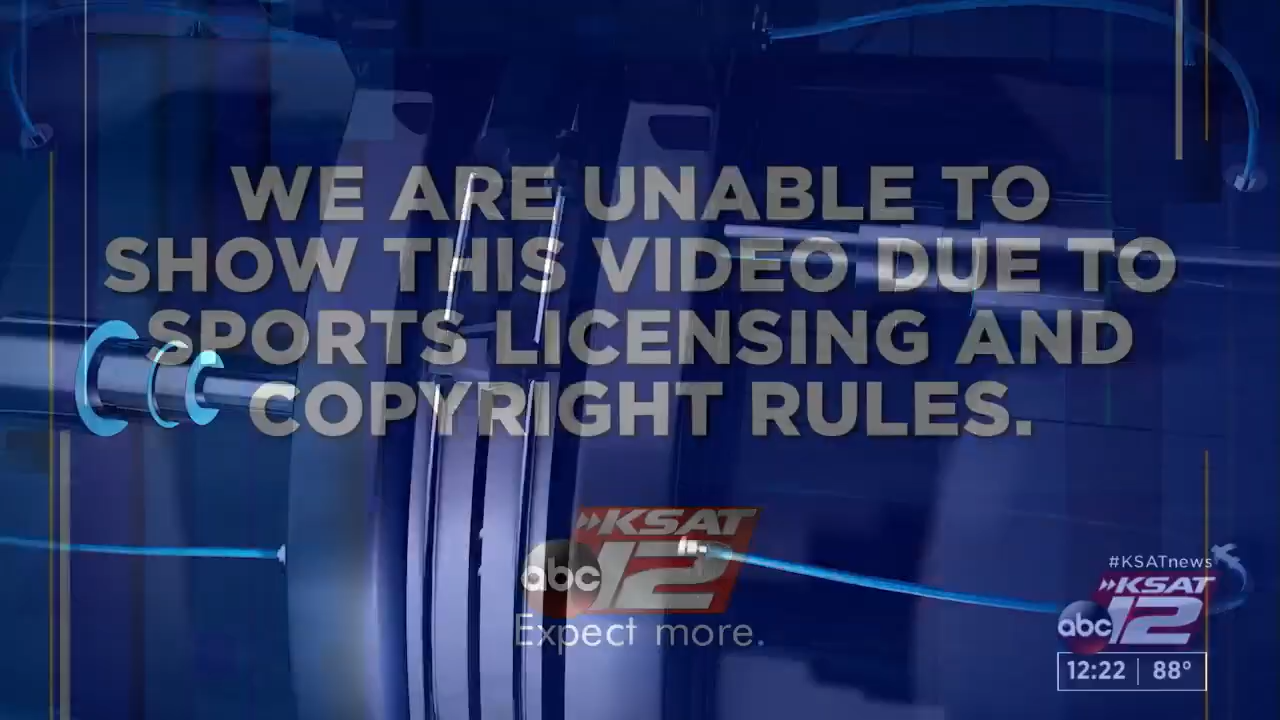 WE ARE UNABLE TO
SHOW THIS VIDEO DUE TO
SPORTS LICENSING AND
COPYRIGHT RULES.
KSAT
abc 12
Expect more.
#KSATnews
KSAT
abc 12
12:22 88°